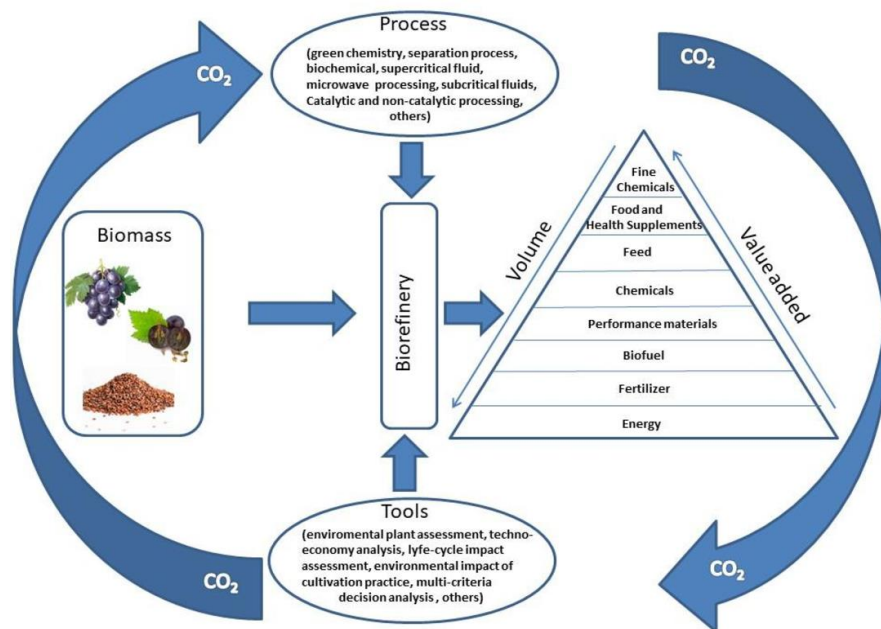 Process
(green chemistry, separation process,
biochemical, supercritical fluid,
microwave processing, subcritical fluids,
Catalytic and non-catalytic processing,
others)
CO₂
CO₂
Biomass
Biorefinery
Volume
Value added
Fine
Chemicals
Food and
Health Supplements
Feed
Chemicals
Performance materials
Biofuel
Fertilizer
Energy
Tools
(enviromental plant assessment, techno-
economy analysis, lyfe-cycle impact
assessment, environmental impact of
cultivation practice, multi-criteria
decision analysis , others)
CO₂
CO₂